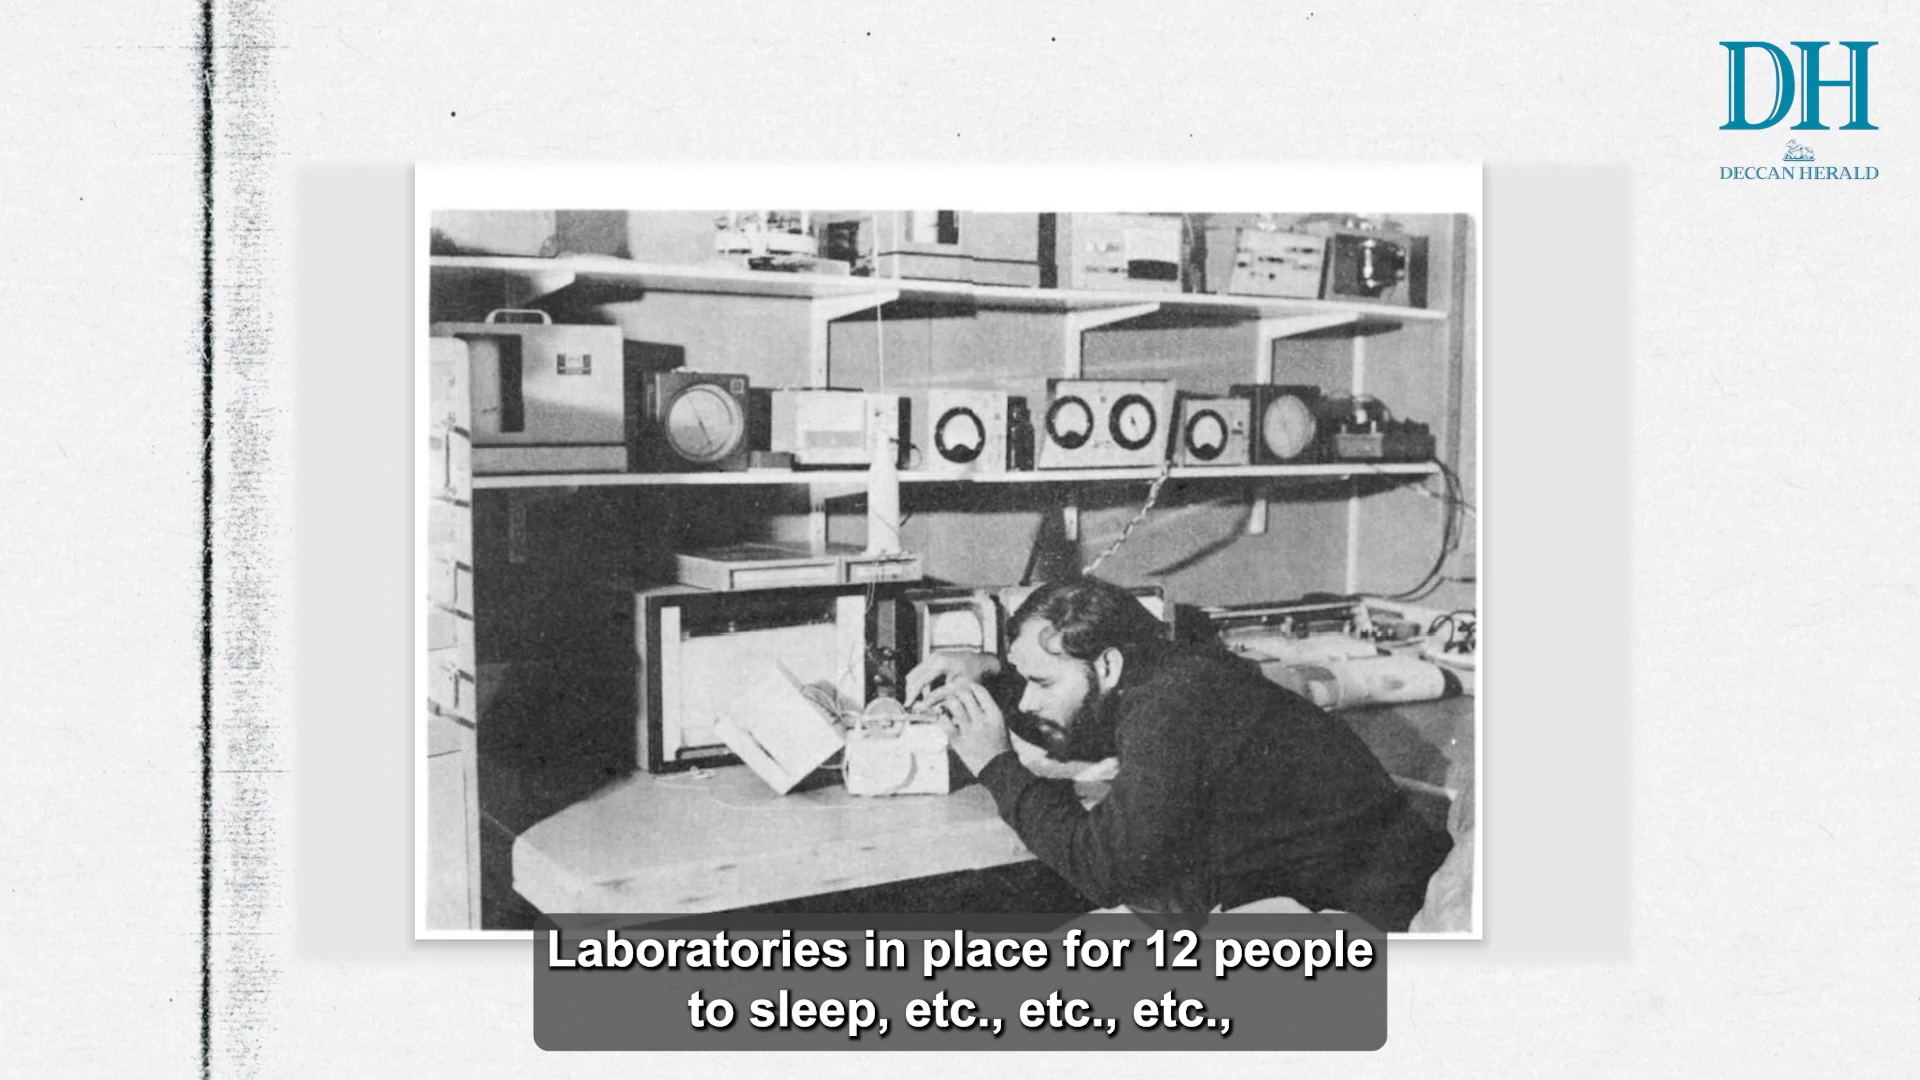 DH
DECCAN HERALD
Laboratories in place for 12 people
to sleep, etc., etc., etc.,